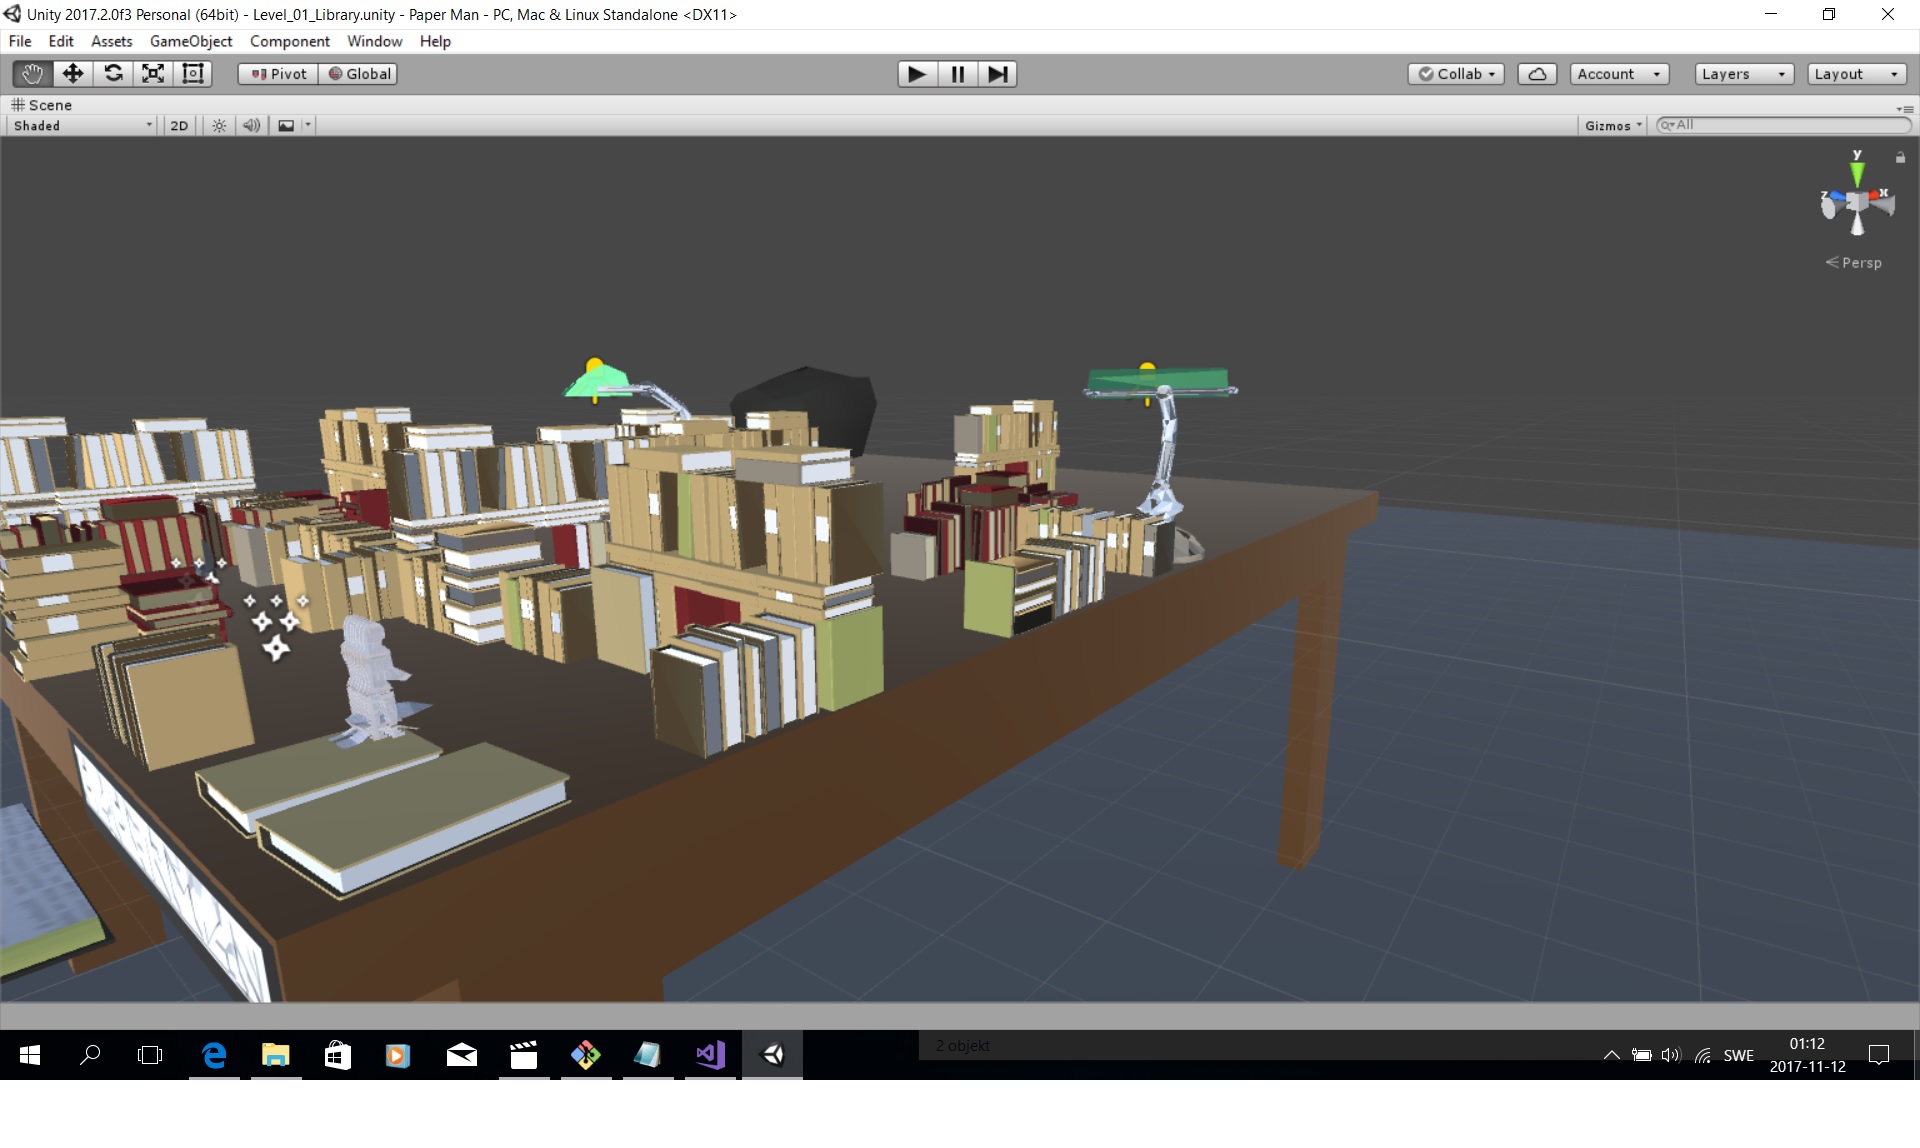 Unity 2017.2.0f3 Personal (64bit) - Level_01_Library.unity - Paper Man - PC, Mac & Linux Standalone <DX11>
File Edit Assets GameObject Component Window Help
Pivot Global Collab Account Layers Layout
Scene
Shaded 2D Gizmos All
y
z x
Persp
2 objekt
SWE
01:12
2017-11-12